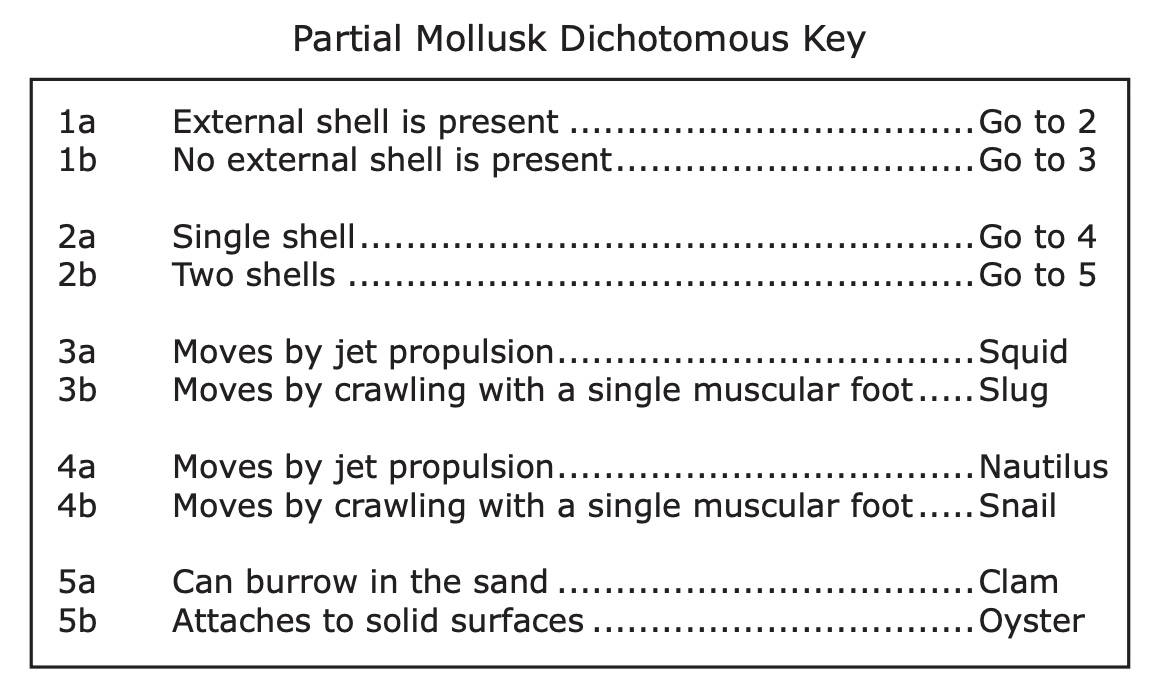 Partial Mollusk Dichotomous Key
1a External shell is present ................................... Go to 2
1b No external shell is present............................... Go to 3
2a Single shell..................................................... Go to 4
2b Two shells ...................................................... Go to 5
3a Moves by jet propulsion.................................... Squid
3b Moves by crawling with a single muscular foot..... Slug
4a Moves by jet propulsion.................................... Nautilus
4b Moves by crawling with a single muscular foot..... Snail
5a Can burrow in the sand .................................... Clam
5b Attaches to solid surfaces ................................. Oyster